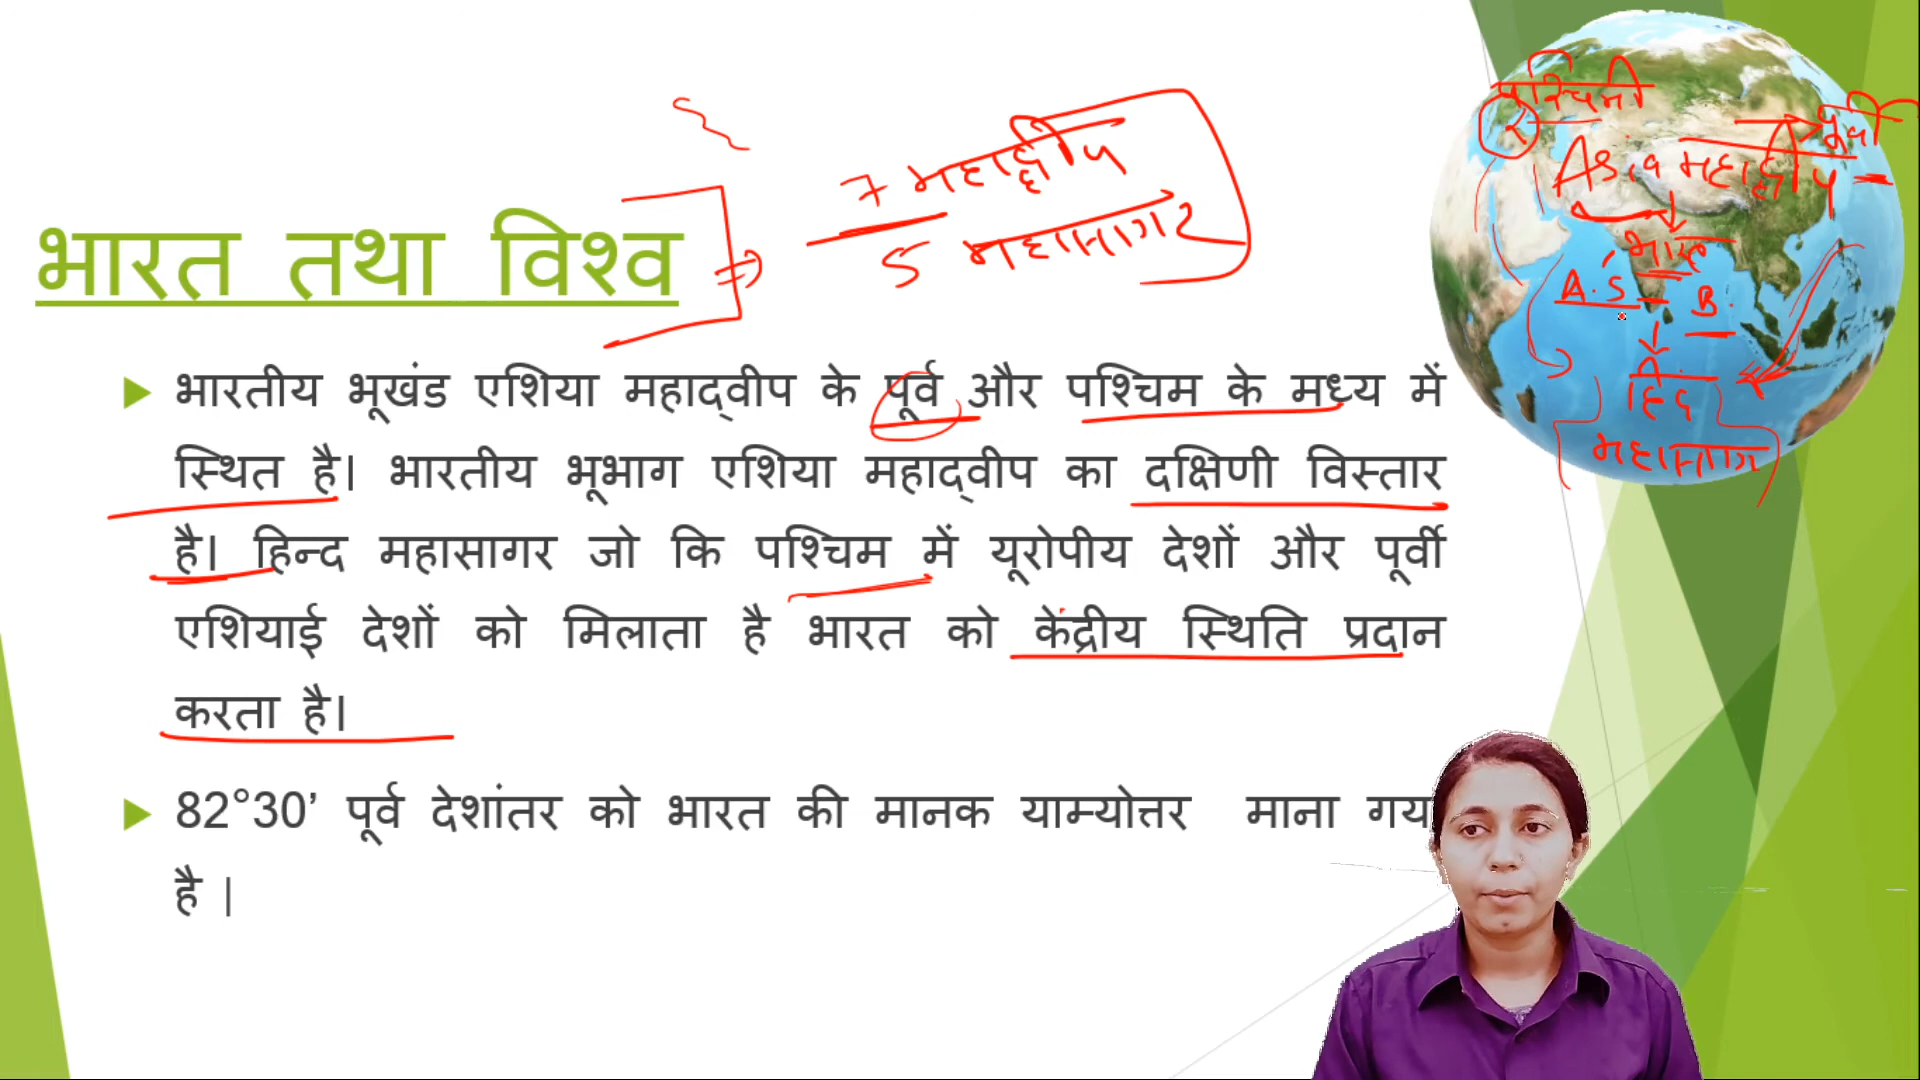 भारत तथा विश्व
7 महाद्वीप
5 महासागर
भारतीय भूखंड एशिया महाद्वीप के पूर्व और पश्चिम के मध्य में
स्थित है। भारतीय भूभाग एशिया महाद्वीप का दक्षिणी विस्तार
है। हिन्द महासागर जो कि पश्चिम में यूरोपीय देशों और पूर्वी
एशियाई देशों को मिलाता है भारत को केंद्रीय स्थिति प्रदान
करता है।
82°30’ पूर्व देशांतर को भारत की मानक याम्योत्तर माना गय
है |
पश्चिमी
पूर्वी
Asia महाद्वीप
भारत
A.S B.
हिंद
महासागर